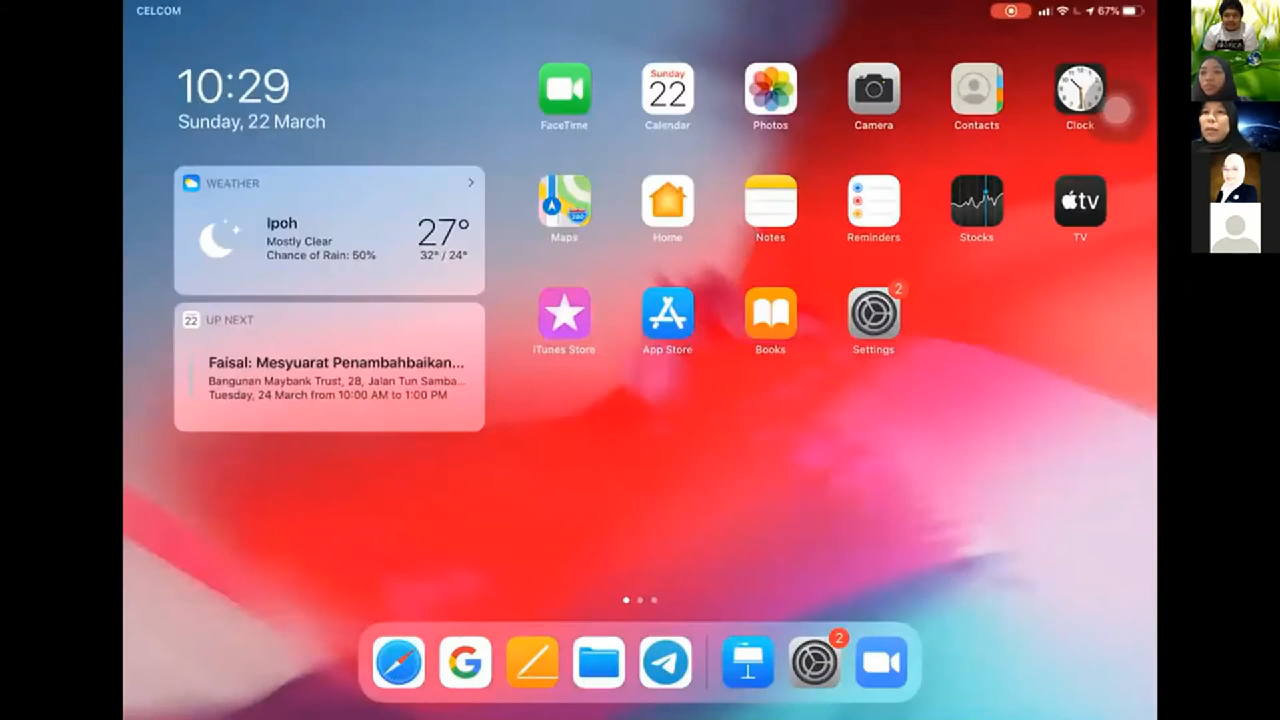 CELCOM
67%
10:29
Sunday, 22 March
WEATHER
Ipoh
Mostly Clear
Chance of Rain: 50%
27°
32° / 24°
22
UP NEXT
Faisal: Mesyuarat Penambahbaikan...
Bangunan Maybank Trust, 28, Jalan Tun Samba...
Tuesday, 24 March from 10:00 AM to 1:00 PM
FaceTime
Sunday
22
Calendar
Photos
Camera
Contacts
Clock
Maps
280
Home
Notes
Reminders
Stocks
tv
TV
iTunes Store
App Store
Books
2
Settings
G
2